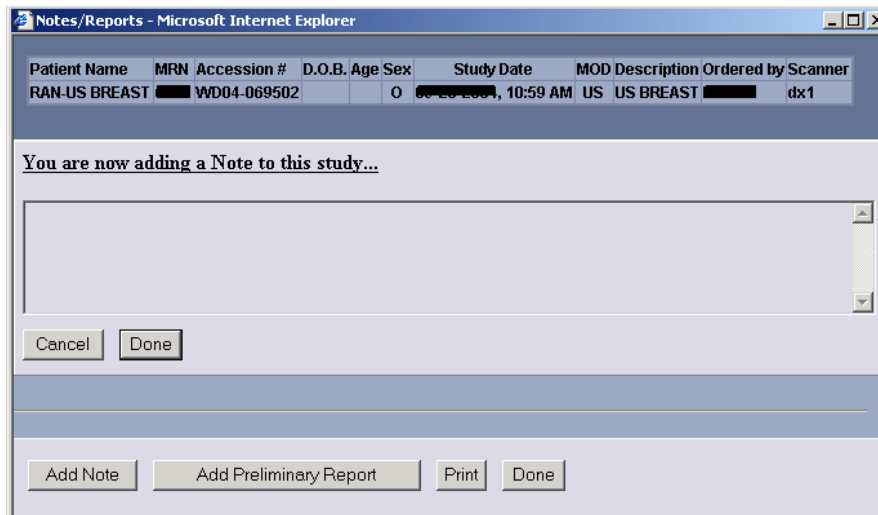 Notes/Reports - Microsoft Internet Explorer
Patient Name MRN Accession # D.O.B. Age Sex Study Date MOD Description Ordered by Scanner
RAN-US BREAST WD04-069502 O , 10:59 AM US US BREAST dx1
You are now adding a Note to this study...
Cancel Done
Add Note Add Preliminary Report Print Done